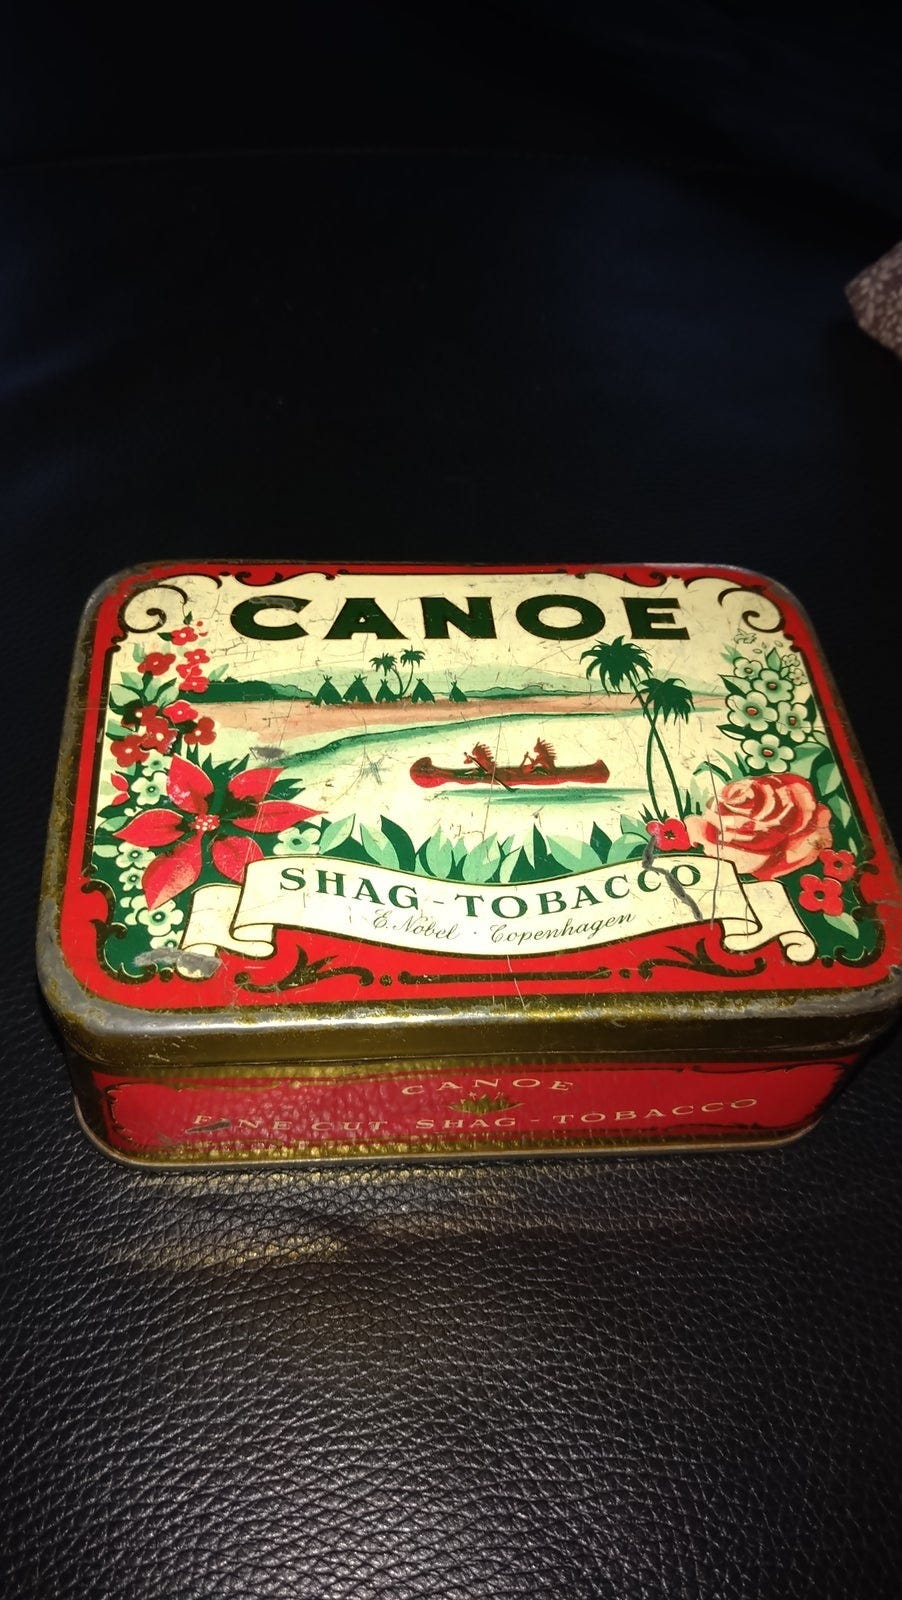 CANOE
SHAG-TOBACCO
E. Nobel · Copenhagen
CANOE
FINE CUT SHAG-TOBACCO